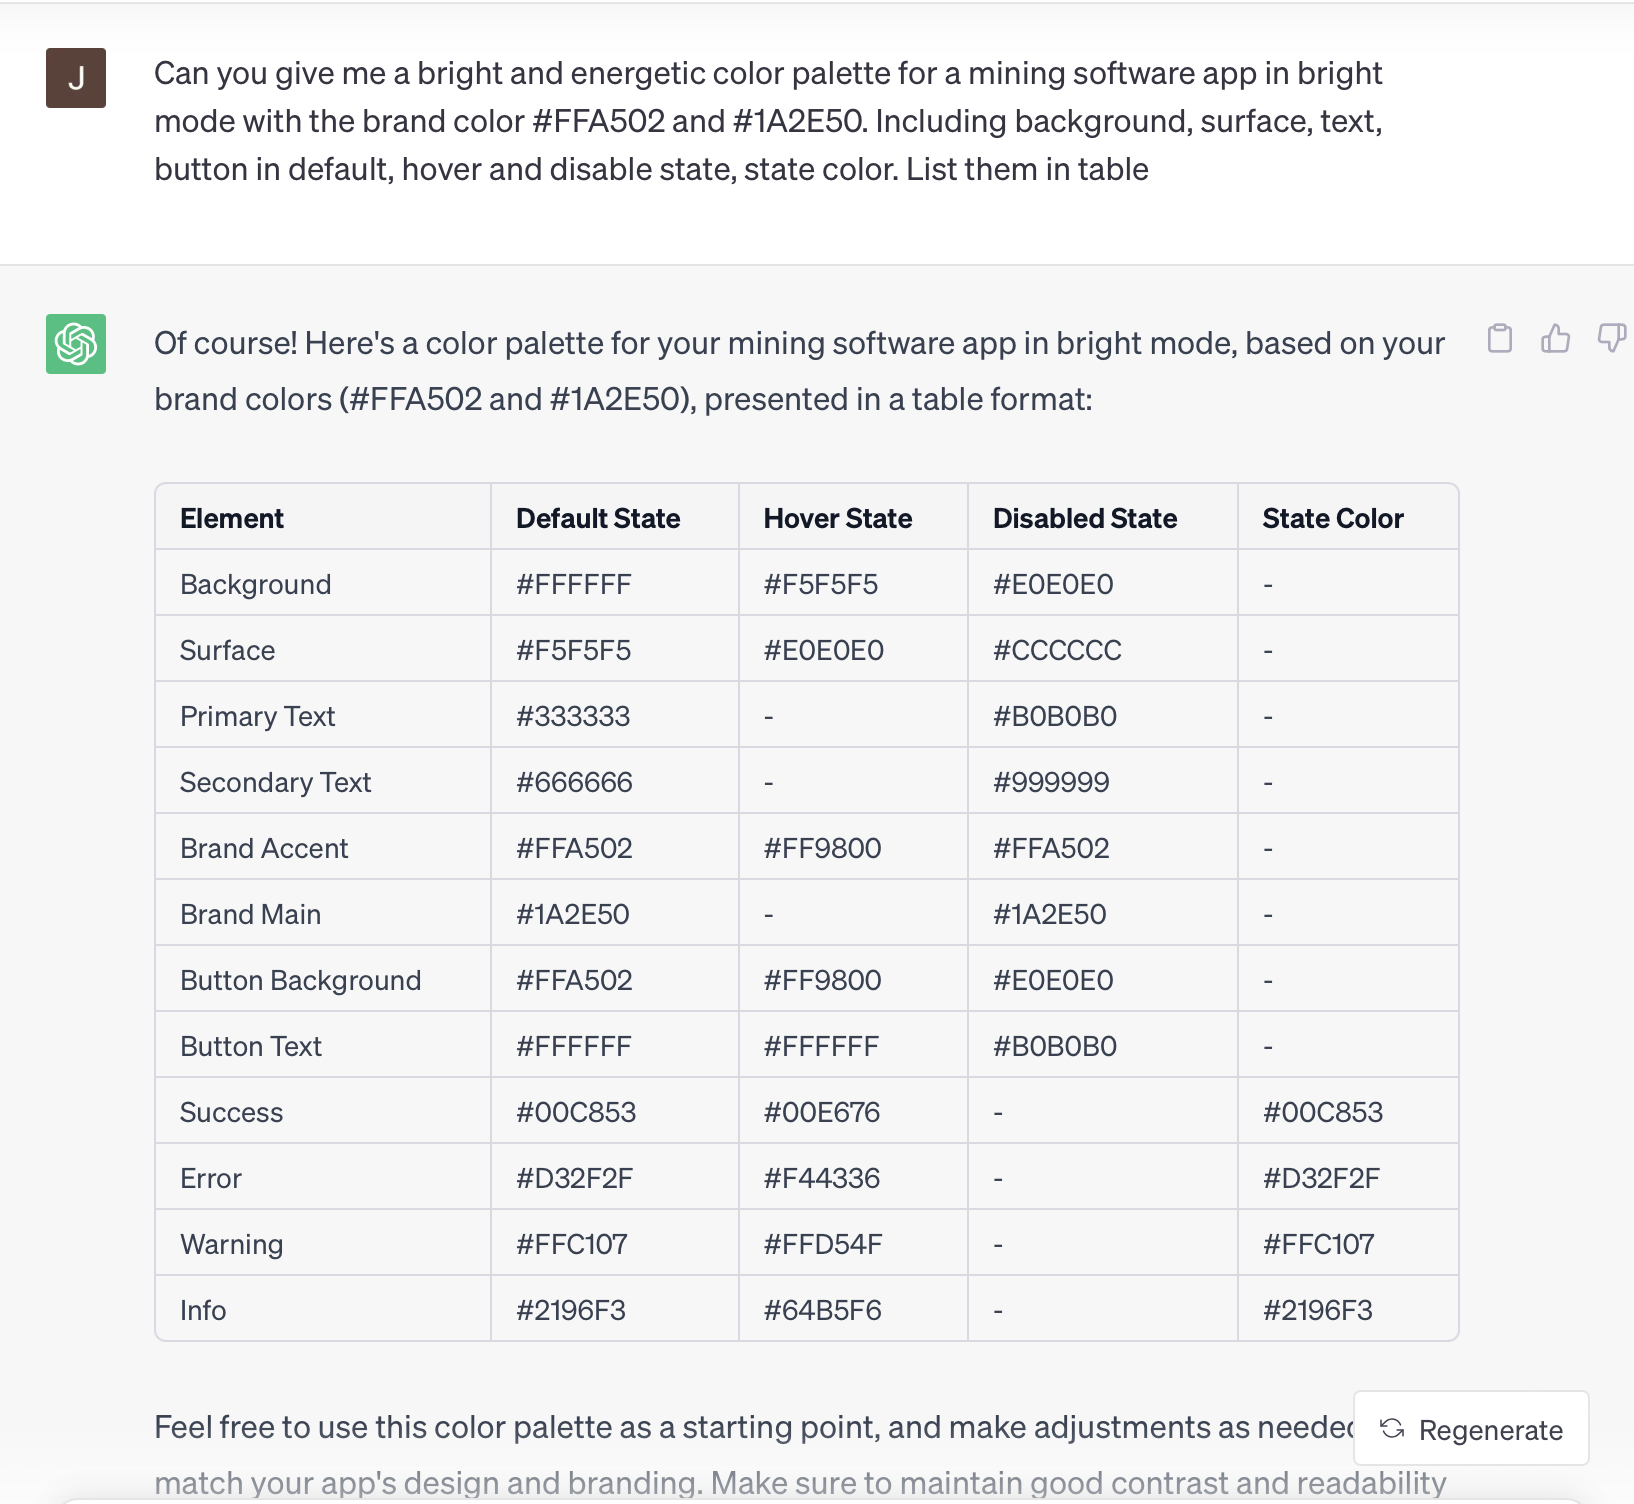 J
Can you give me a bright and energetic color palette for a mining software app in bright
mode with the brand color #FFA502 and #1A2E50. Including background, surface, text,
button in default, hover and disable state, state color. List them in table
Of course! Here's a color palette for your mining software app in bright mode, based on your
brand colors (#FFA502 and #1A2E50), presented in a table format:
Element Default State Hover State Disabled State State Color
Background #FFFFFF #F5F5F5 #E0E0E0 -
Surface #F5F5F5 #E0E0E0 #CCCCCC -
Primary Text #333333 - #B0B0B0 -
Secondary Text #666666 - #999999 -
Brand Accent #FFA502 #FF9800 #FFA502 -
Brand Main #1A2E50 - #1A2E50 -
Button Background #FFA502 #FF9800 #E0E0E0 -
Button Text #FFFFFF #FFFFFF #B0B0B0 -
Success #00C853 #00E676 - #00C853
Error #D32F2F #F44336 - #D32F2F
Warning #FFC107 #FFD54F - #FFC107
Info #2196F3 #64B5F6 - #2196F3
Feel free to use this color palette as a starting point, and make adjustments as needed
Regenerate
match your app's design and branding. Make sure to maintain good contrast and readability